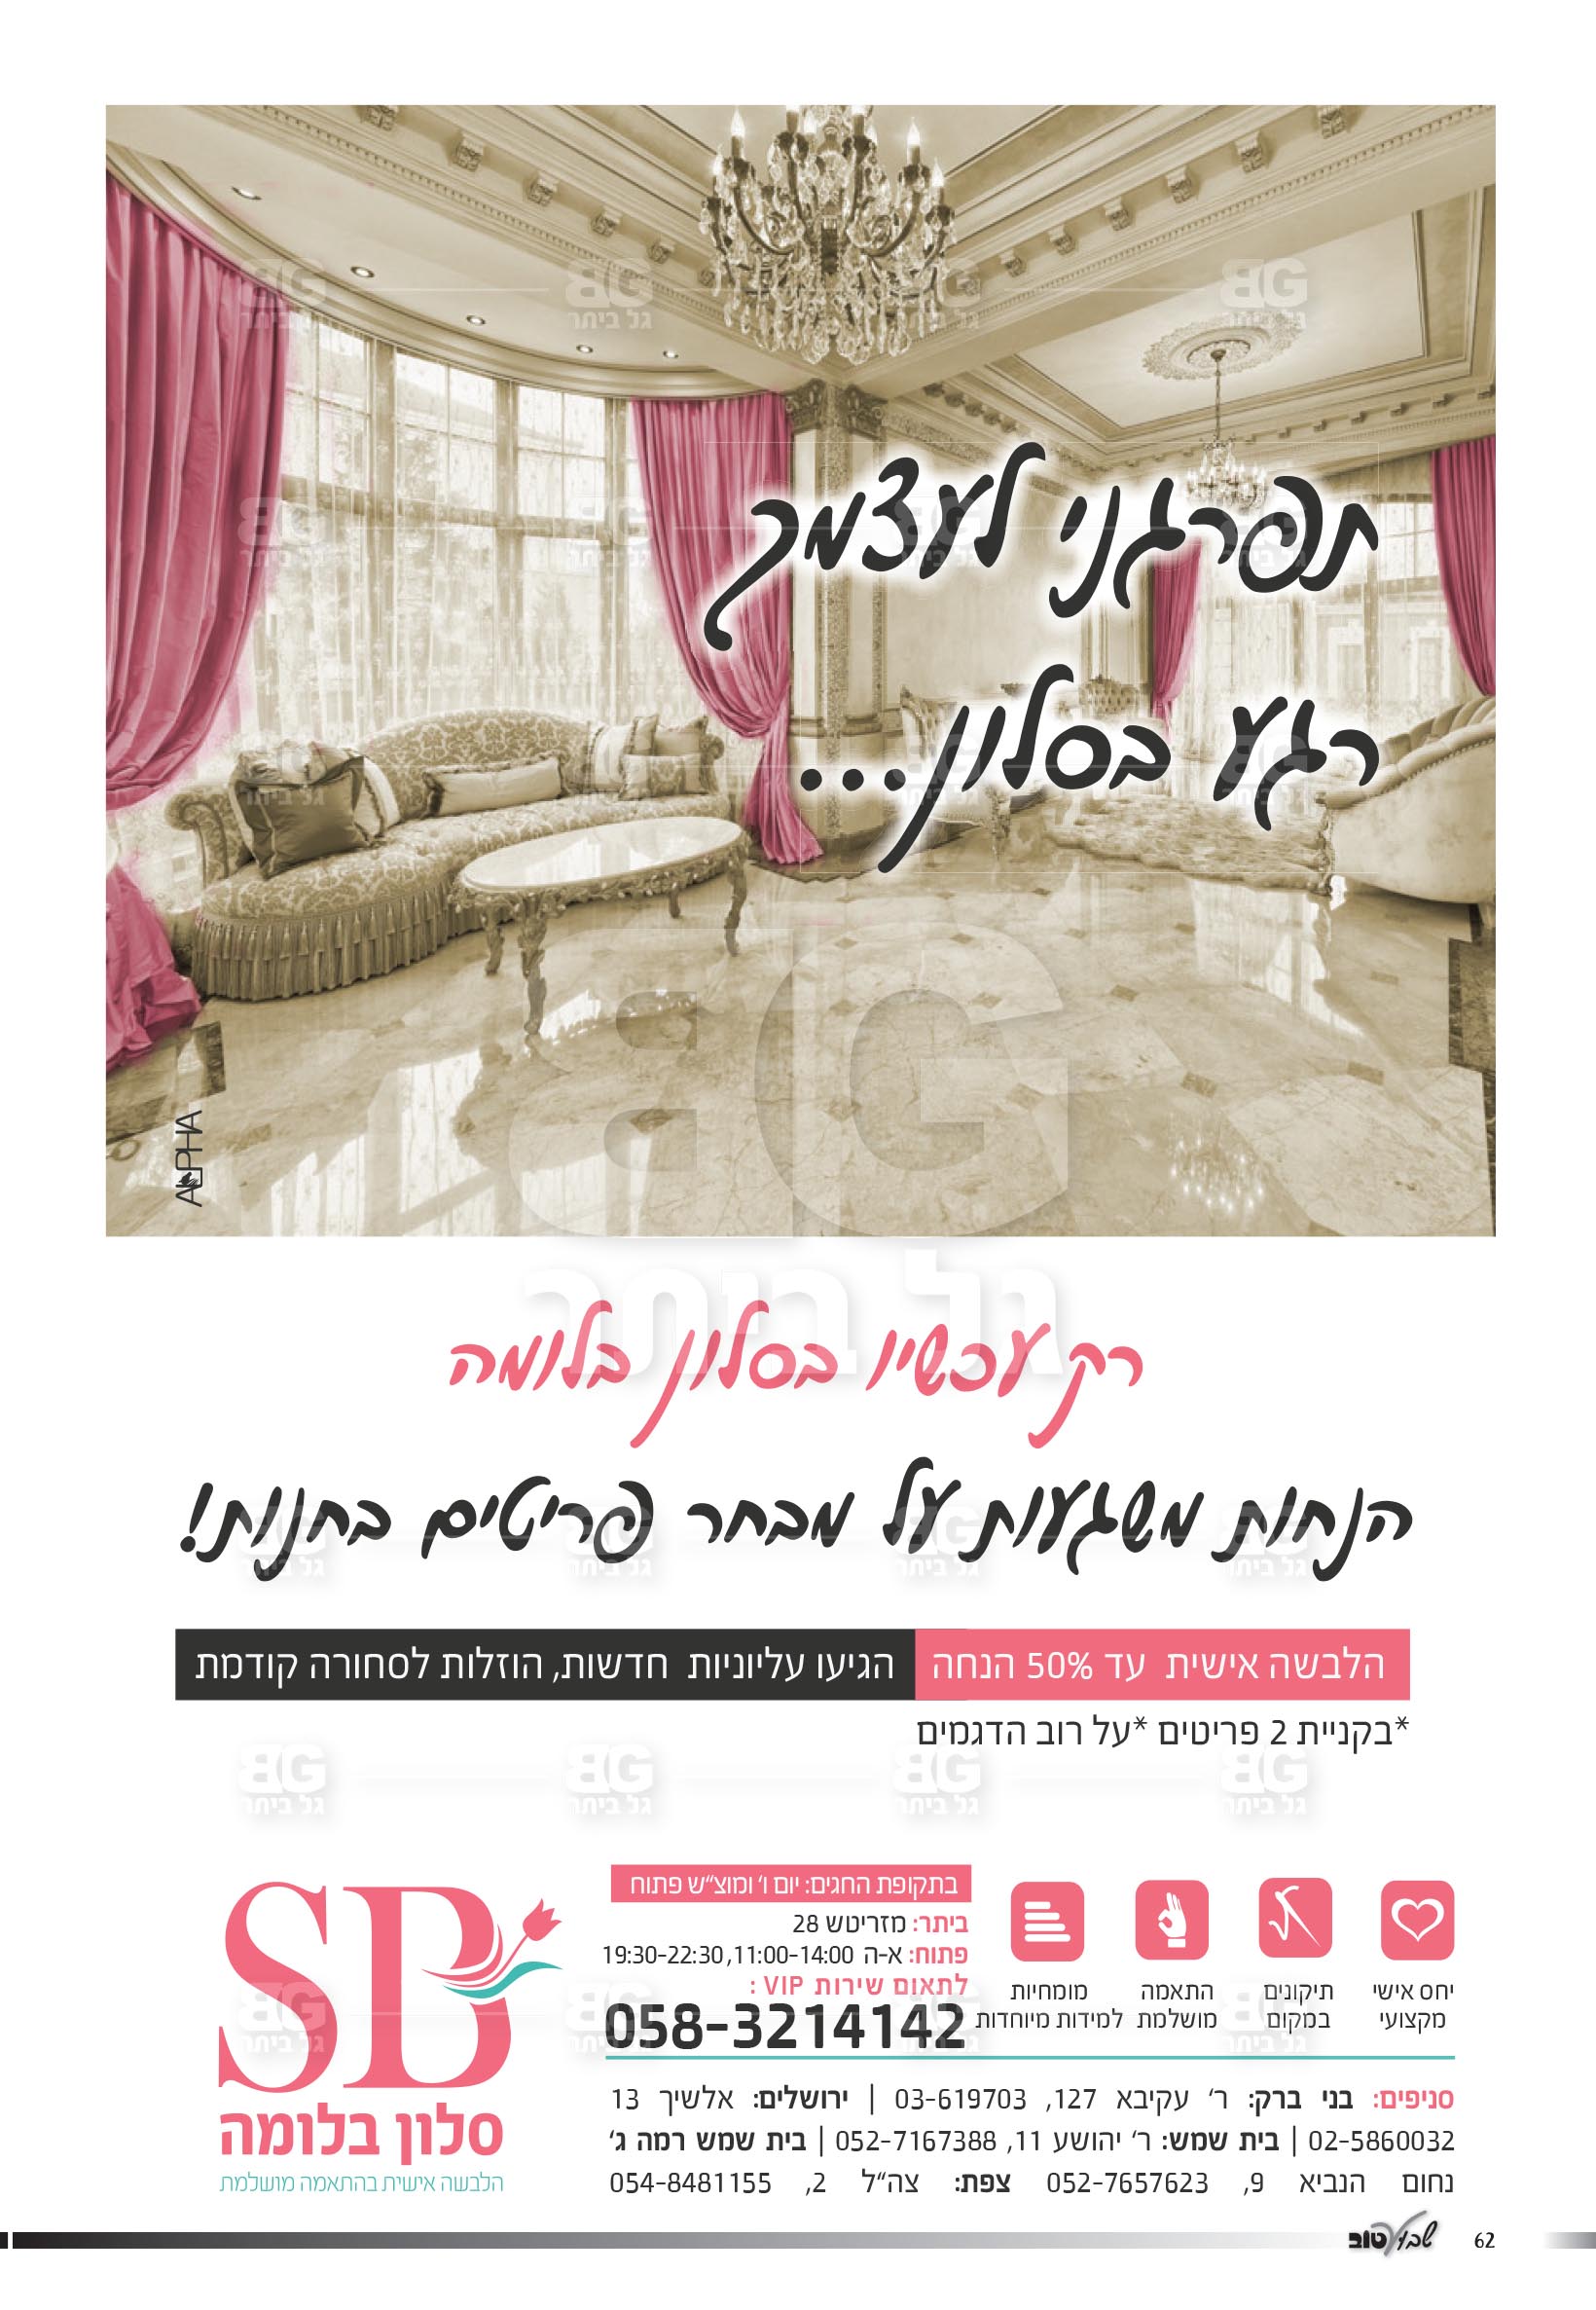 תפרגני לעצמך
רגע בסלון...
ALPHA
BG
גל ביתר
רק עכשיו בסלון בלומה
הנחות משגעות על מבחר פריטים בחנות!
הלבשה אישית עד 50% הנחה
הגיעו עליוניות חדשות, הוזלות לסחורה קודמת
*בקניית 2 פריטים *על רוב הדגמים
יחס אישי
מקצועי
תיקונים
במקום
התאמה
מושלמת
מומחיות
למידות מיוחדות
בתקופת החגים: יום ו' ומוצ"ש פתוח
ביתר: מזריטש 28
פתוח: א-ה 11:00-14:00, 19:30-22:30
לתאום שירות VIP :
058-3214142
סניפים: בני ברק: ר' עקיבא 127, 03-619703 | ירושלים: אלשיך 13
02-5860032 | בית שמש: ר' יהושע 11, 052-7167388 | בית שמש רמה ג'
נחום הנביא 9, 052-7657623 צפת: צה"ל 2, 054-8481155
SB
סלון בלומה
הלבשה אישית בהתאמה מושלמת
שבוע טוב
62